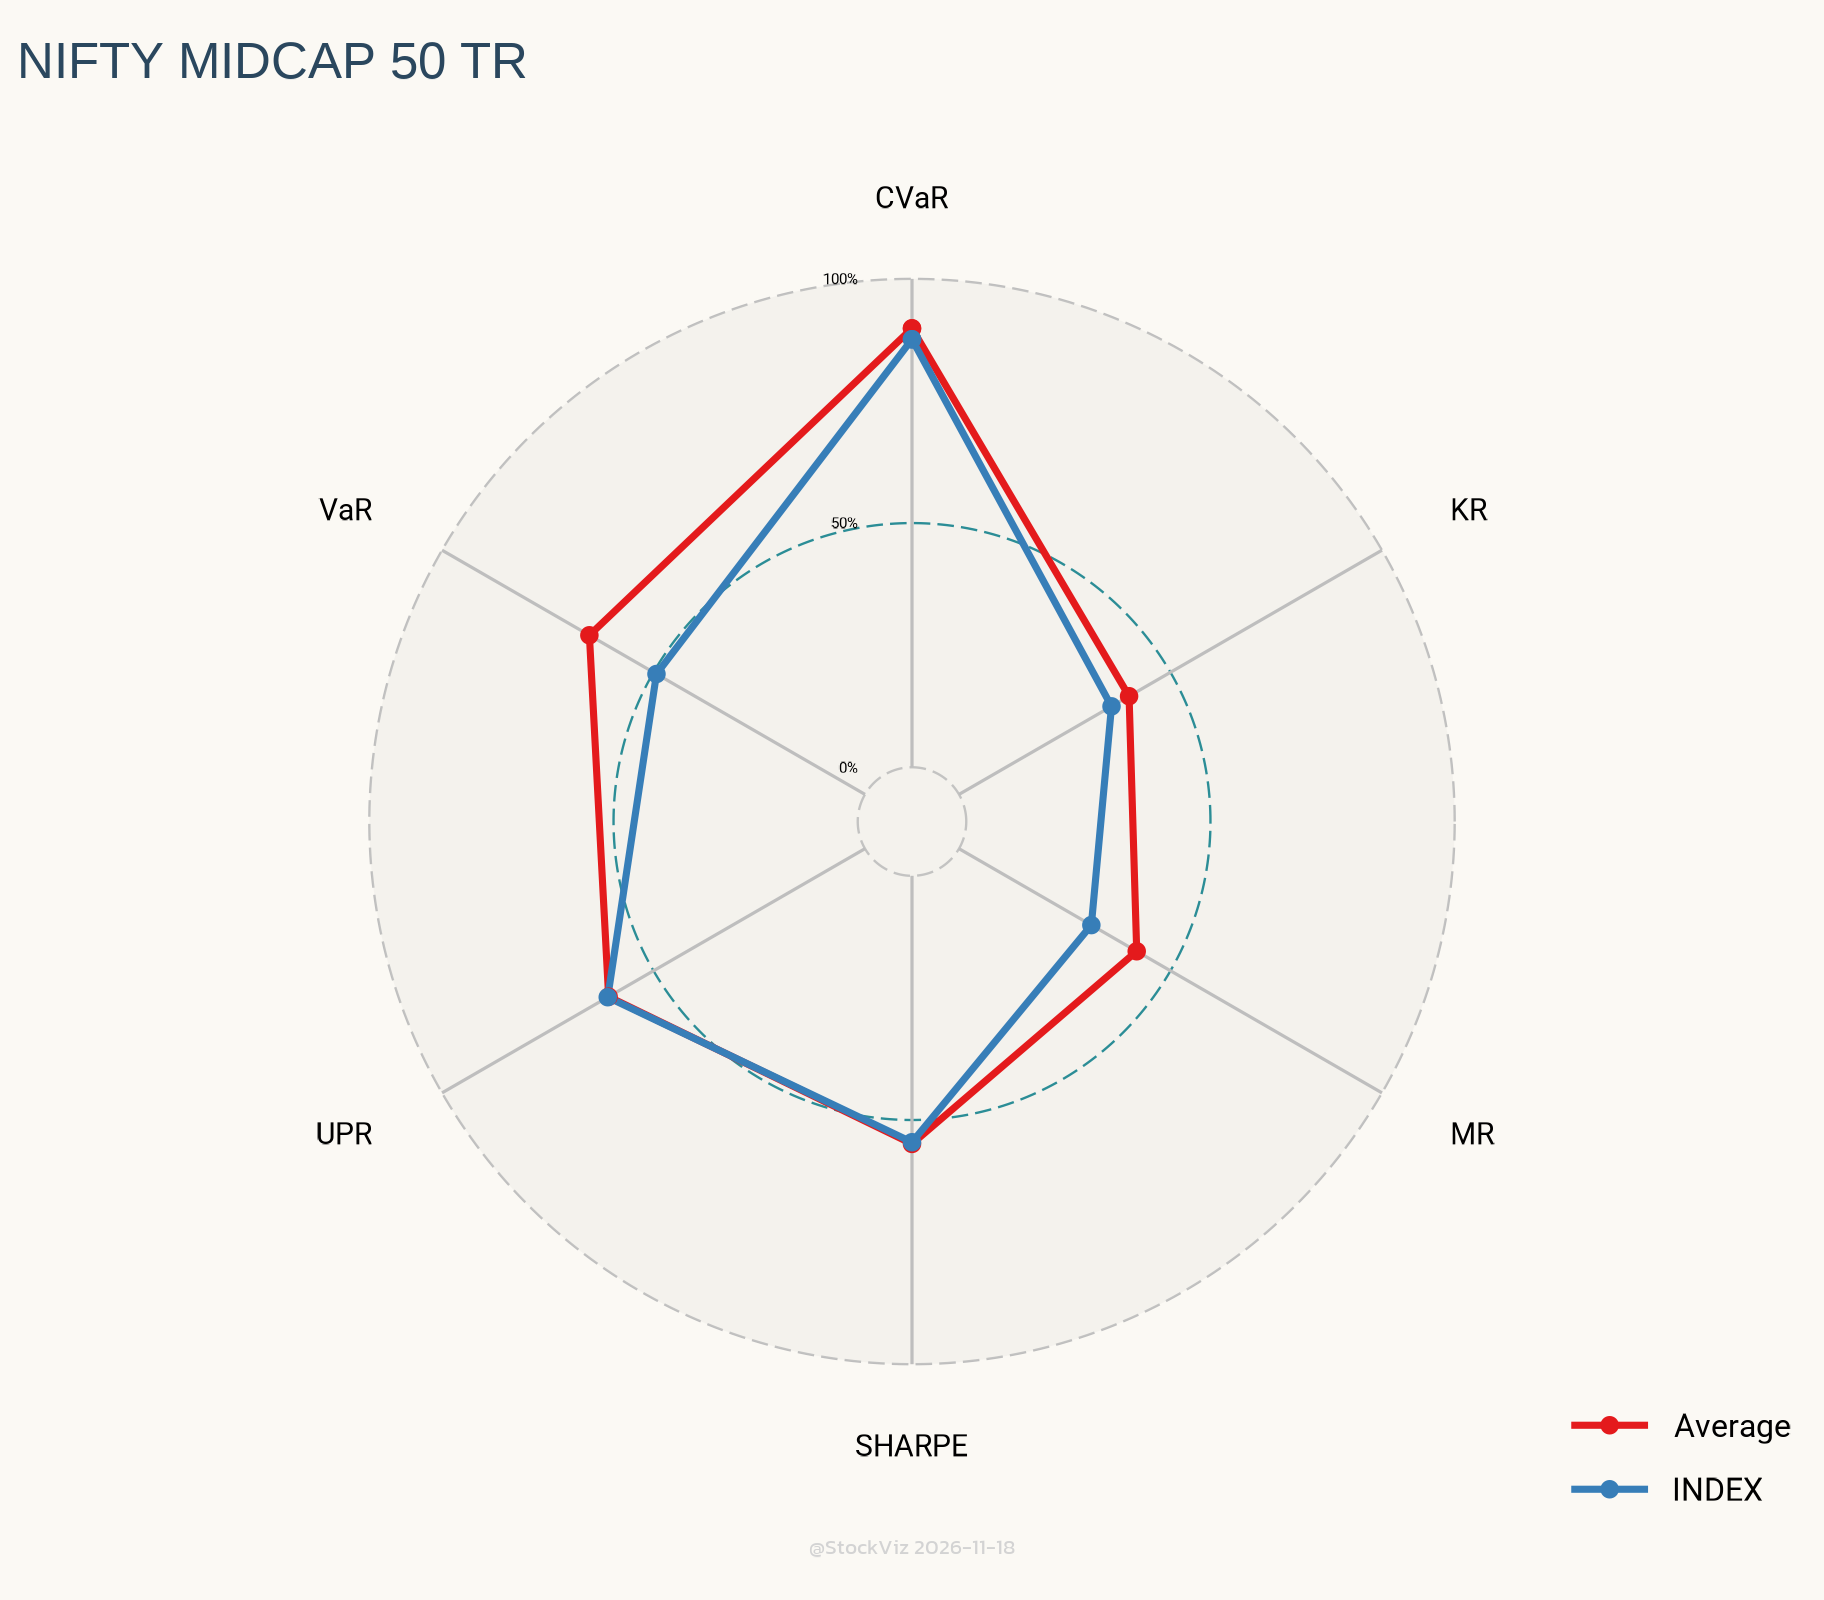 NIFTY MIDCAP 50 TR
CVaR
100%
VaR
KR
50%
0%
UPR
MR
SHARPE
Average
INDEX
@StockViz 2026-11-18